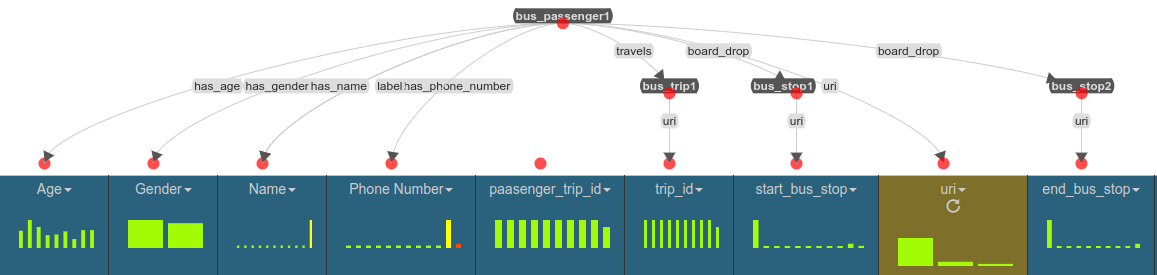 bus_passenger1
travels board_drop board_drop
has_age has_gender has_name label has_phone_number bus_trip1 bus_stop1 uri bus_stop2
uri uri uri
Age Gender Name Phone Number paasenger_trip_id trip_id start_bus_stop uri end_bus_stop